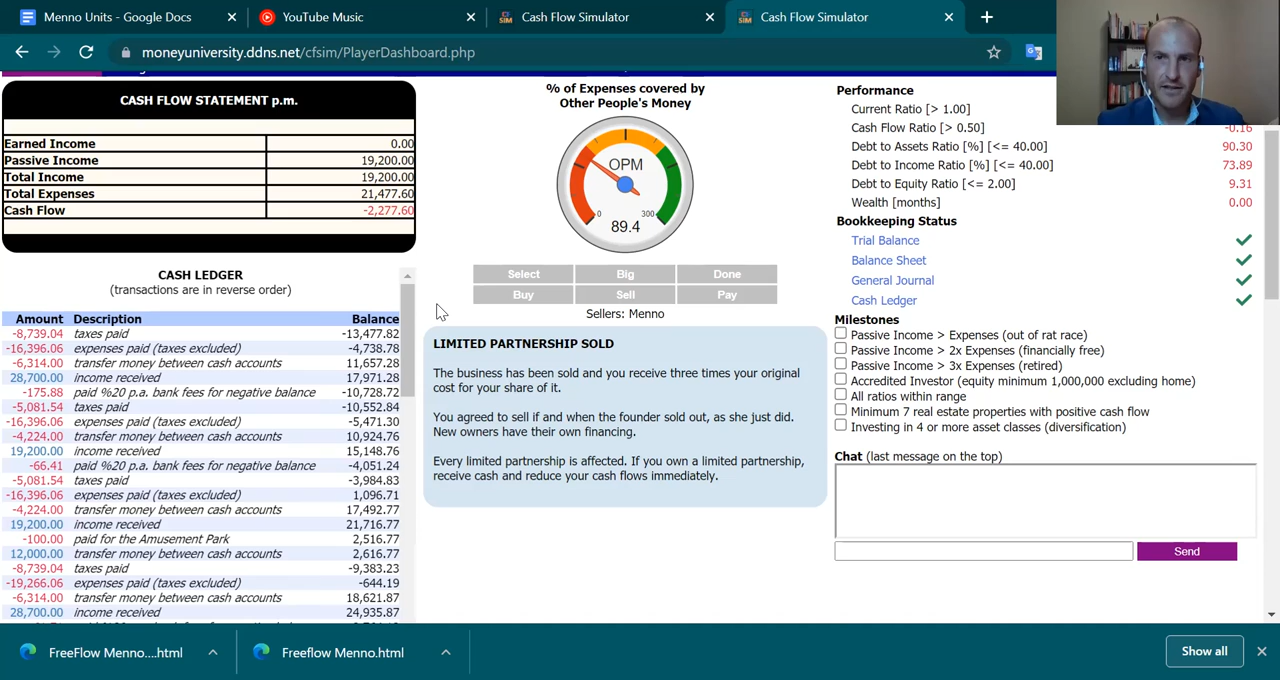 Menno Units - Google Docs
YouTube Music
Cash Flow Simulator
Cash Flow Simulator
moneyuniversity.ddns.net/cfsim/PlayerDashboard.php
CASH FLOW STATEMENT p.m.
Earned Income 0.00
Passive Income 19,200.00
Total Income 19,200.00
Total Expenses 21,477.60
Cash Flow -2,277.60
CASH LEDGER
(transactions are in reverse order)
Amount Description Balance
-8,739.04 taxes paid -13,477.82
-16,396.06 expenses paid (taxes excluded) -4,738.78
-6,314.00 transfer money between cash accounts 11,657.28
28,700.00 income received 17,971.28
-175.88 paid %20 p.a. bank fees for negative balance -10,728.72
-5,081.54 taxes paid -10,552.84
-16,396.06 expenses paid (taxes excluded) -5,471.30
-4,224.00 transfer money between cash accounts 10,924.76
19,200.00 income received 15,148.76
-66.41 paid %20 p.a. bank fees for negative balance -4,051.24
-5,081.54 taxes paid -3,984.83
-16,396.06 expenses paid (taxes excluded) 1,096.71
-4,224.00 transfer money between cash accounts 17,492.77
19,200.00 income received 21,716.77
-100.00 paid for the Amusement Park 2,516.77
12,000.00 transfer money between cash accounts 2,616.77
-8,739.04 taxes paid -9,383.23
-19,266.06 expenses paid (taxes excluded) -644.19
-6,314.00 transfer money between cash accounts 18,621.87
28,700.00 income received 24,935.87
% of Expenses covered by
Other People's Money
OPM
0 300
89.4
Select Big Done
Buy Sell Pay
Sellers: Menno
LIMITED PARTNERSHIP SOLD
The business has been sold and you receive three times your original
cost for your share of it.
You agreed to sell if and when the founder sold out, as she just did.
New owners have their own financing.
Every limited partnership is affected. If you own a limited partnership,
receive cash and reduce your cash flows immediately.
Performance
Current Ratio [> 1.00]
Cash Flow Ratio [> 0.50] -0.16
Debt to Assets Ratio [%] [<= 40.00] 90.30
Debt to Income Ratio [%] [<= 40.00] 73.89
Debt to Equity Ratio [<= 2.00] 9.31
Wealth [months] 0.00
Bookkeeping Status
Trial Balance
Balance Sheet
General Journal
Cash Ledger
Milestones
Passive Income > Expenses (out of rat race)
Passive Income > 2x Expenses (financially free)
Passive Income > 3x Expenses (retired)
Accredited Investor (equity minimum 1,000,000 excluding home)
All ratios within range
Minimum 7 real estate properties with positive cash flow
Investing in 4 or more asset classes (diversification)
Chat (last message on the top)
Send
FreeFlow Menno....html
Freeflow Menno.html
Show all